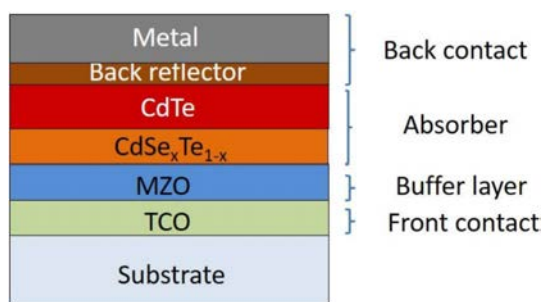 Metal
Back reflector
Back contact
CdTe
CdSeₓTe₁₋ₓ
Absorber
MZO
Buffer layer
TCO
Front contact
Substrate